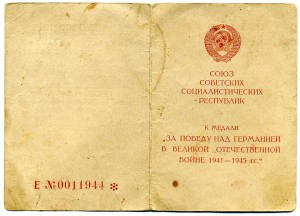 Е №0011944 *
СОЮЗ
СОВЕТСКИХ
СОЦИАЛИСТИЧЕСКИХ
РЕСПУБЛИК
К МЕДАЛИ
„ЗА ПОБЕДУ НАД ГЕРМАНИЕЙ
В ВЕЛИКОЙ ОТЕЧЕСТВЕННОЙ
ВОЙНЕ 1941—1945 гг."